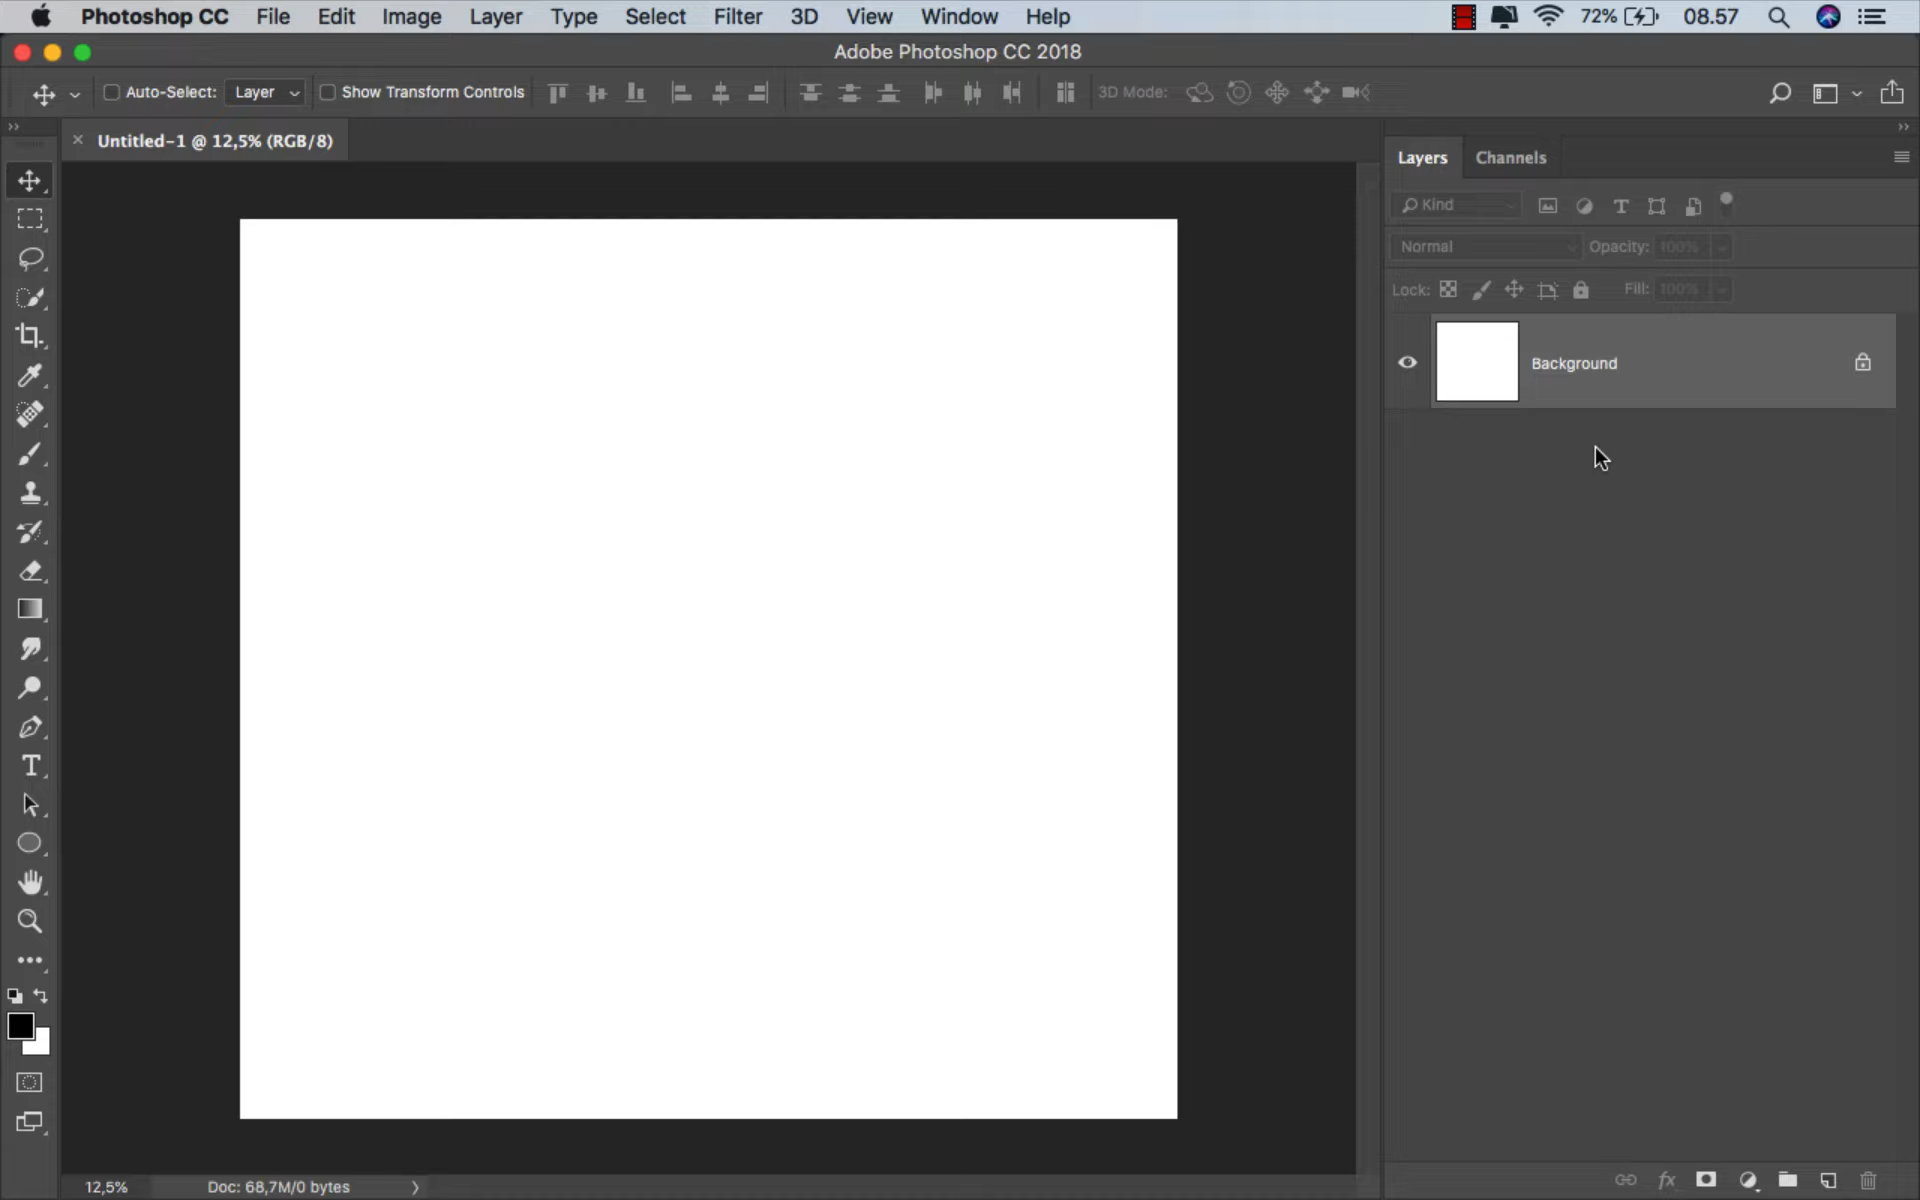 Photoshop CC File Edit Image Layer Type Select Filter 3D View Window Help 72% 08.57
Adobe Photoshop CC 2018
Auto-Select: Layer Show Transform Controls 3D Mode:
Untitled-1 @ 12,5% (RGB/8)
Layers Channels
Kind
Normal Opacity: 100%
Lock: Fill: 100%
Background
12,5% Doc: 68,7M/0 bytes